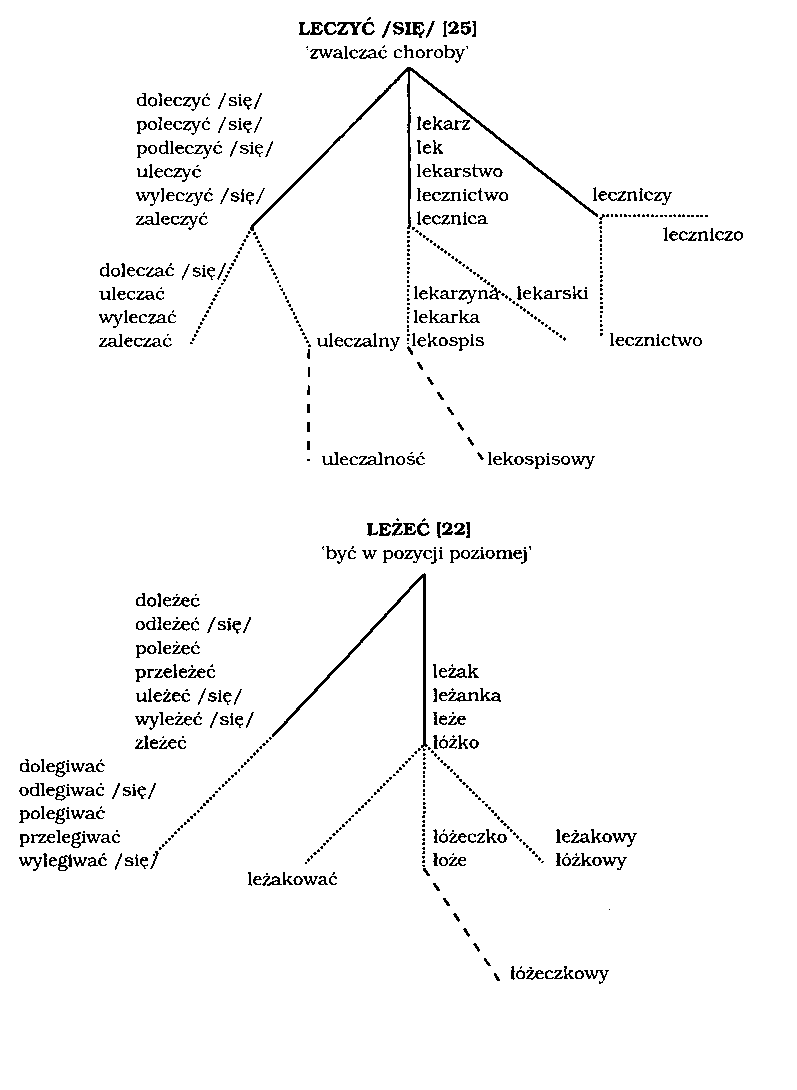 LECZYĆ /SIĘ/ [25]
'zwalczać choroby'
doleczyć /się/
poleczyć /się/
podleczyć /się/
uleczyć
wyleczyć /się/
zaleczyć
lekarz
lek
lekarstwo
lecznictwo
lecznica
leczniczy
leczniczo
doleczać /się/
uleczać
wyleczać
zaleczać
uleczalny
lekarzyna
lekarka
lekospis
lekarski
lecznictwo
uleczalność
lekospisowy
LEŻEĆ [22]
'być w pozycji poziomej'
doleżeć
odleżeć /się/
poleżeć
przeleżeć
uleżeć /się/
wyleżeć /się/
zleżeć
leżak
leżanka
leże
łóżko
dolegiwać
odlegiwać /się/
polegiwać
przelegiwać
wylegiwać /się/
leżakować
łóżeczko
łoże
leżakowy
łóżkowy
łóżeczkowy